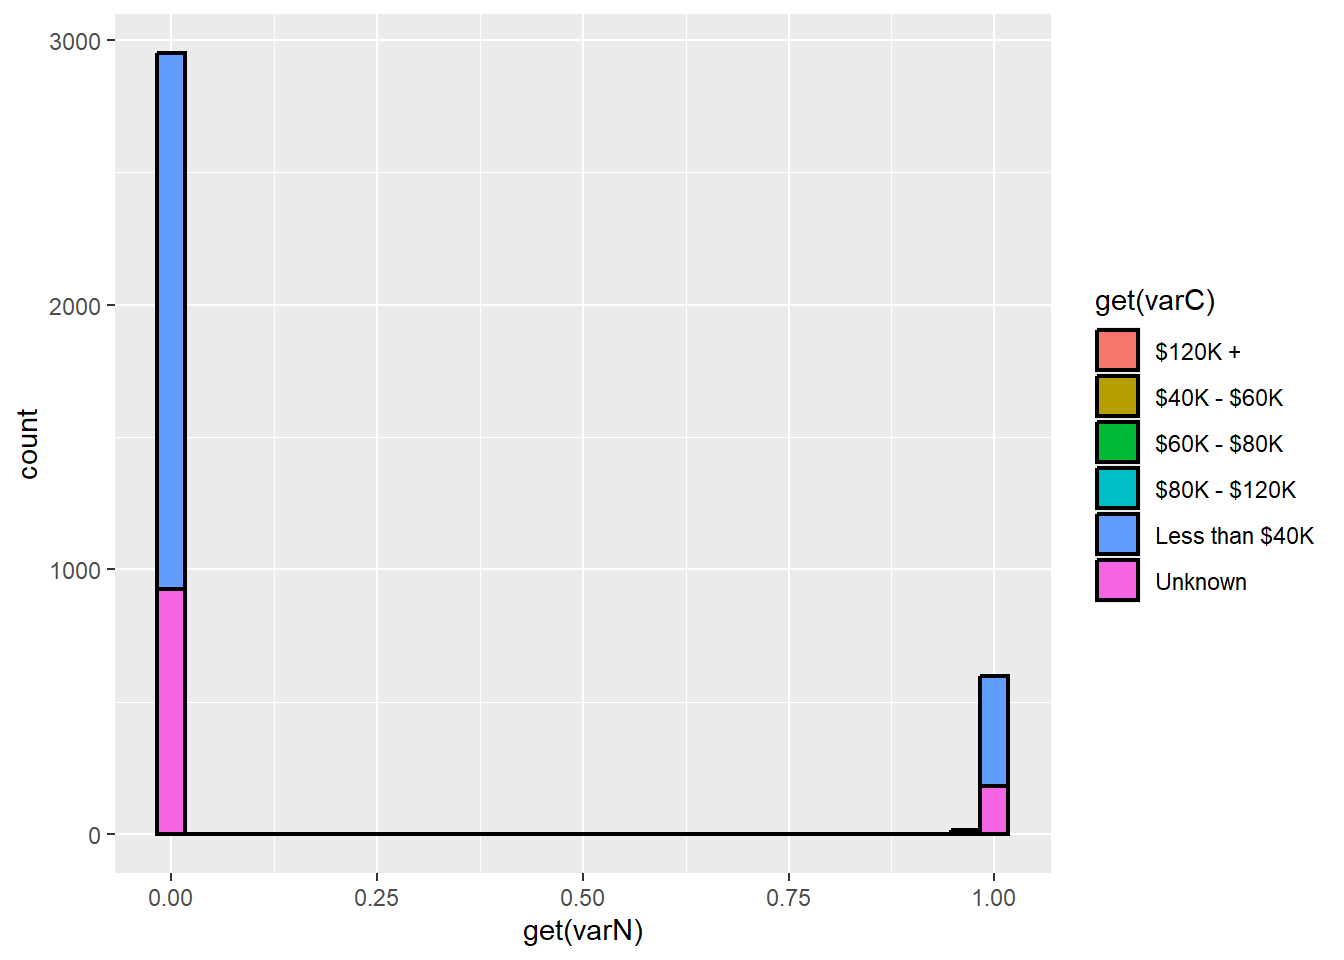 3000
2000
1000
0
count
0.00 0.25 0.50 0.75 1.00
get(varN)
get(varC)
$120K +
$40K - $60K
$60K - $80K
$80K - $120K
Less than $40K
Unknown